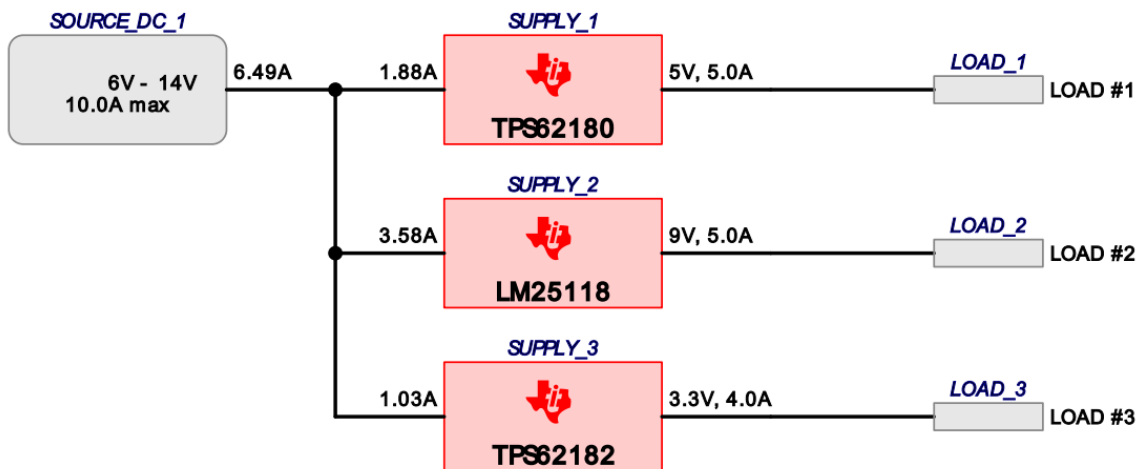 SOURCE_DC_1
6V - 14V
10.0A max
6.49A
SUPPLY_1
1.88A
TPS62180
5V, 5.0A
LOAD_1
LOAD #1
SUPPLY_2
3.58A
LM25118
9V, 5.0A
LOAD_2
LOAD #2
SUPPLY_3
1.03A
TPS62182
3.3V, 4.0A
LOAD_3
LOAD #3